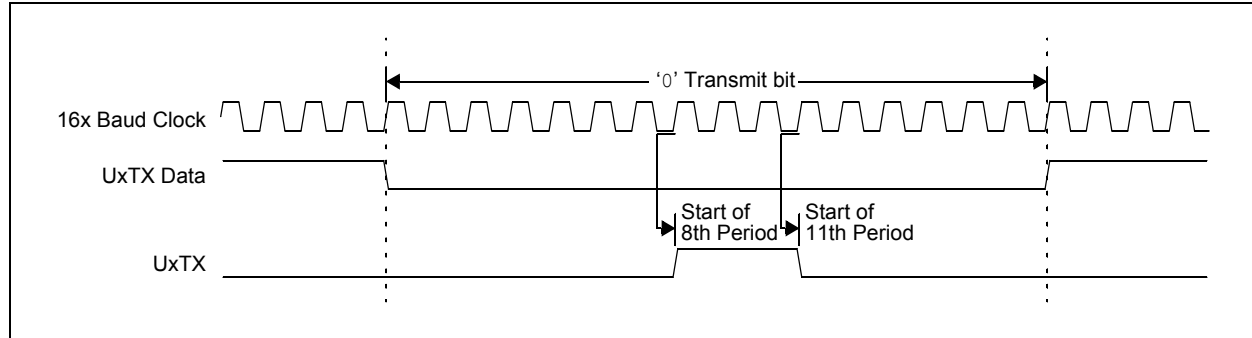 ‘0’ Transmit bit
16x Baud Clock
UxTX Data
Start of
8th Period
Start of
11th Period
UxTX